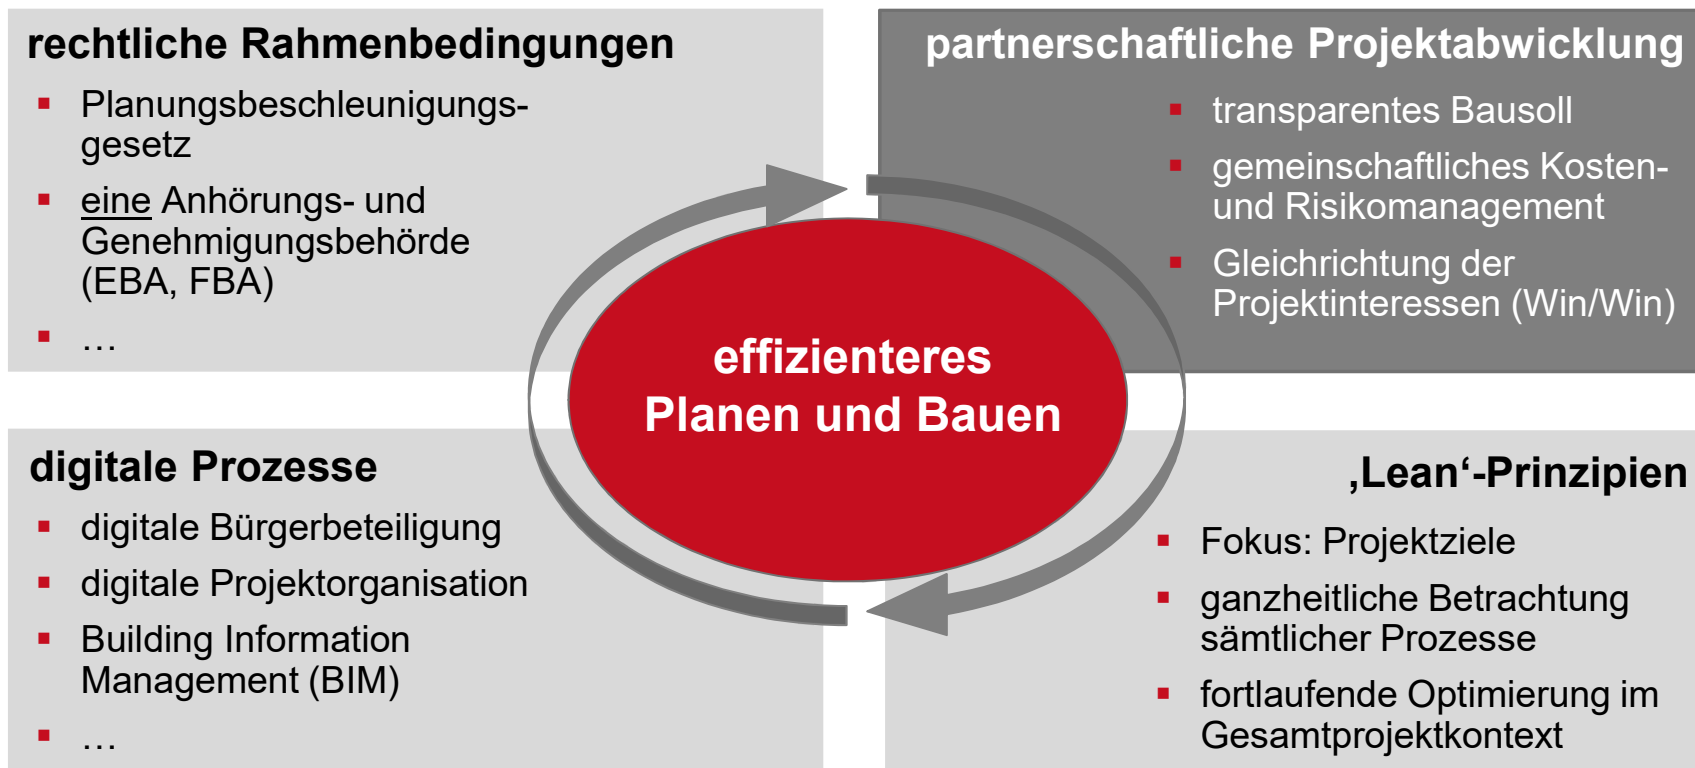 rechtliche Rahmenbedingungen
▪ Planungsbeschleunigungs-
gesetz
▪ eine Anhörungs- und
Genehmigungsbehörde
(EBA, FBA)
▪ …
partnerschaftliche Projektabwicklung
▪ transparentes Bausoll
▪ gemeinschaftliches Kosten-
und Risikomanagement
▪ Gleichrichtung der
Projektinteressen (Win/Win)
effizienteres
Planen und Bauen
digitale Prozesse
▪ digitale Bürgerbeteiligung
▪ digitale Projektorganisation
▪ Building Information
Management (BIM)
▪ …
‚Lean‘-Prinzipien
▪ Fokus: Projektziele
▪ ganzheitliche Betrachtung
sämtlicher Prozesse
▪ fortlaufende Optimierung im
Gesamtprojektkontext